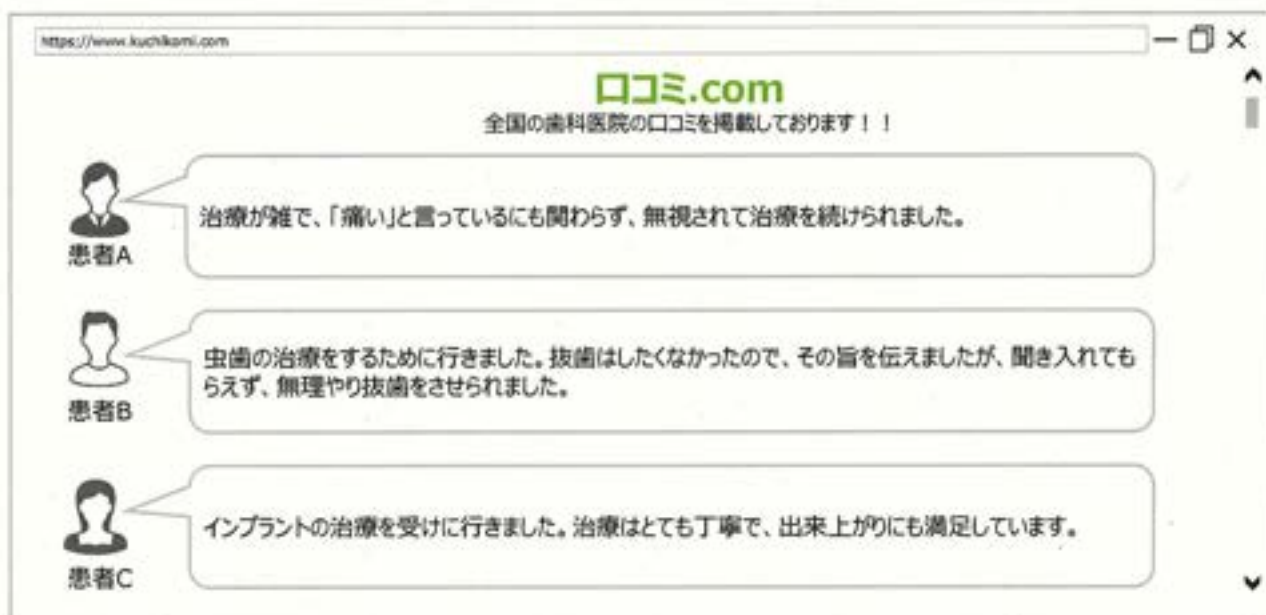 https://www.kuchikomi.com
口コミ.com
全国の歯科医院の口コミを掲載しております！！
治療が雑で、「痛い」と言っているにも関わらず、無視されて治療を続けられました。
患者A
虫歯の治療をするために行きました。抜歯はしたくなかったので、その旨を伝えましたが、聞き入れても
らえず、無理やり抜歯をさせられました。
患者B
インプラントの治療を受けに行きました。治療はとても丁寧で、出来上がりにも満足しています。
患者C